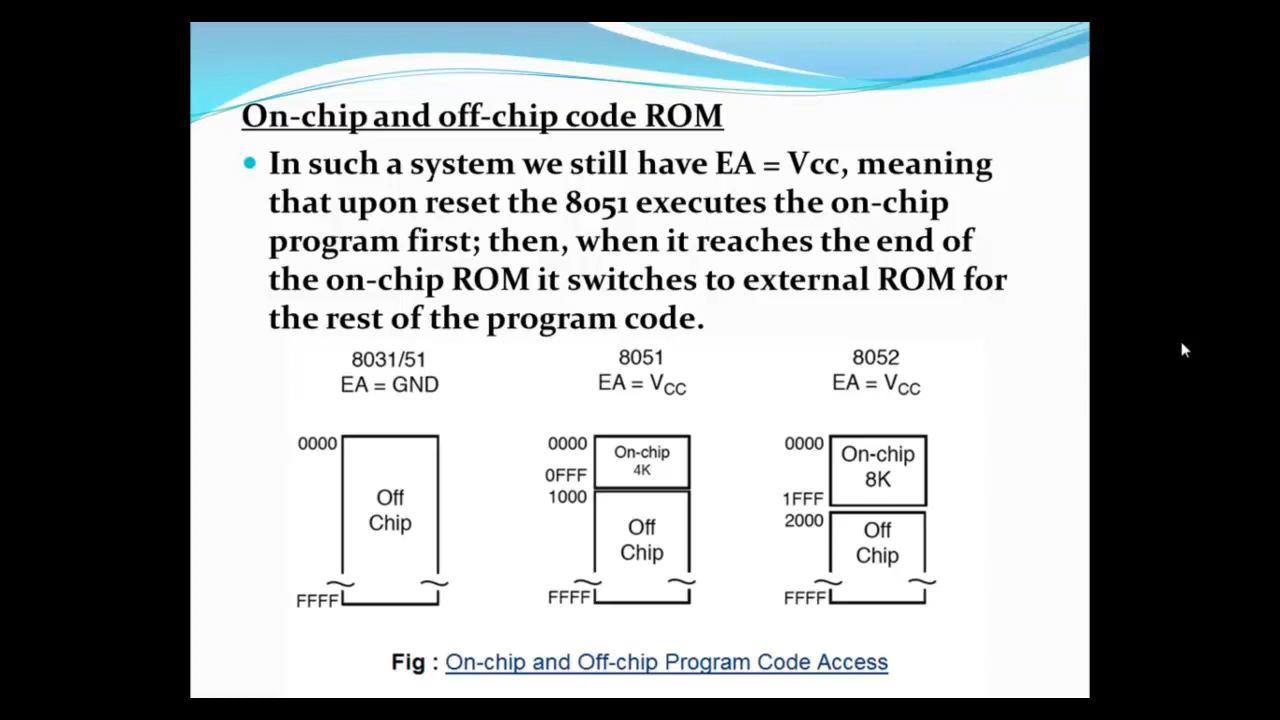 On-chip and off-chip code ROM
• In such a system we still have EA = Vcc, meaning
that upon reset the 8051 executes the on-chip
program first; then, when it reaches the end of
the on-chip ROM it switches to external ROM for
the rest of the program code.
8031/51
EA = GND
0000
Off
Chip
FFFF
8051
EA = VCC
0000
On-chip
4K
0FFF
1000
Off
Chip
FFFF
8052
EA = VCC
0000
On-chip
8K
1FFF
2000
Off
Chip
FFFF
Fig : On-chip and Off-chip Program Code Access